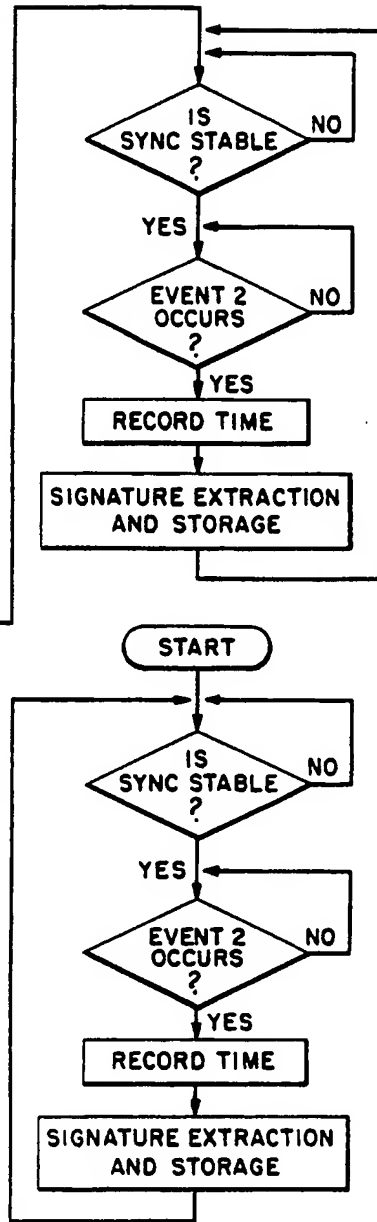 IS
SYNC STABLE
?
NO
YES
EVENT 2
OCCURS
?
NO
YES
RECORD TIME
SIGNATURE EXTRACTION
AND STORAGE
START
IS
SYNC STABLE
?
NO
YES
EVENT 2
OCCURS
?
NO
YES
RECORD TIME
SIGNATURE EXTRACTION
AND STORAGE